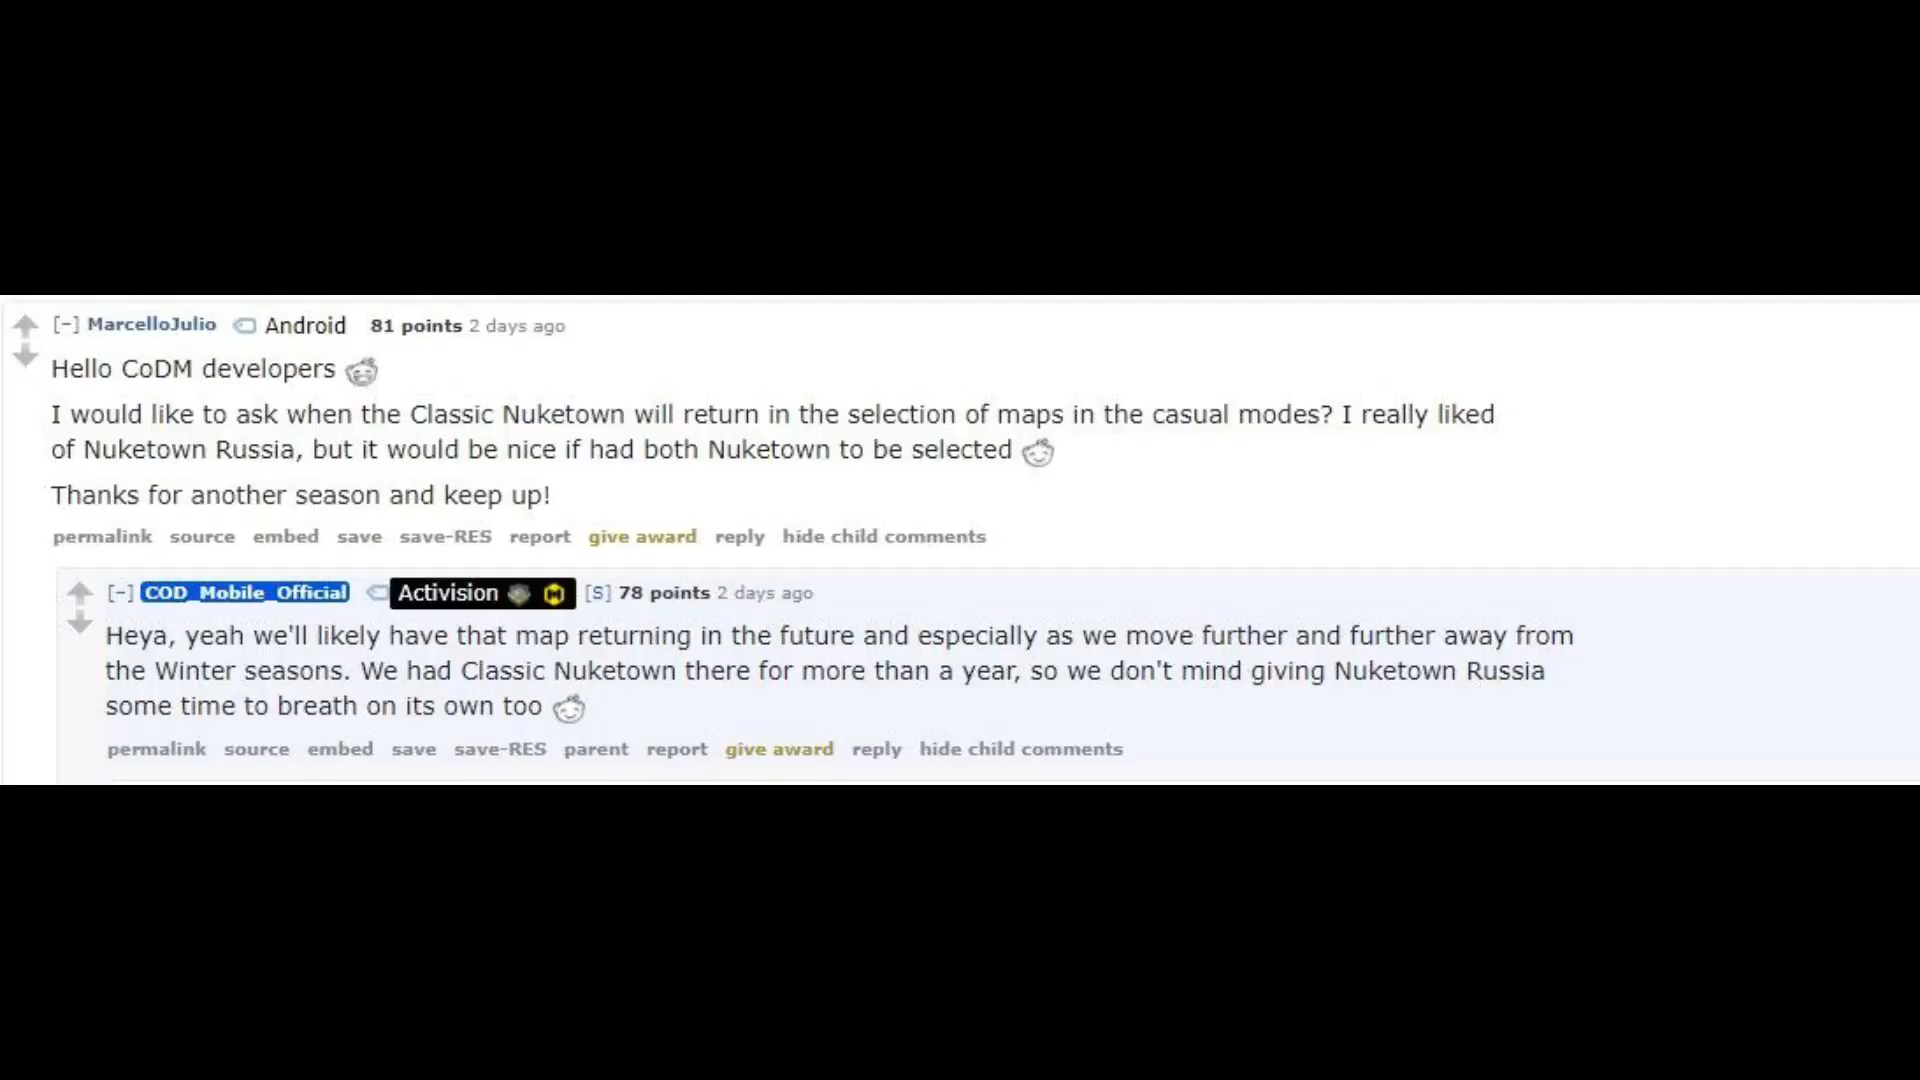 [-] MarcelloJulio Android 81 points 2 days ago
Hello CoDM developers
I would like to ask when the Classic Nuketown will return in the selection of maps in the casual modes? I really liked
of Nuketown Russia, but it would be nice if had both Nuketown to be selected
Thanks for another season and keep up!
permalink source embed save save-RES report give award reply hide child comments
[-] COD_Mobile_Official Activision [S] 78 points 2 days ago
Heya, yeah we'll likely have that map returning in the future and especially as we move further and further away from
the Winter seasons. We had Classic Nuketown there for more than a year, so we don't mind giving Nuketown Russia
some time to breath on its own too
permalink source embed save save-RES parent report give award reply hide child comments